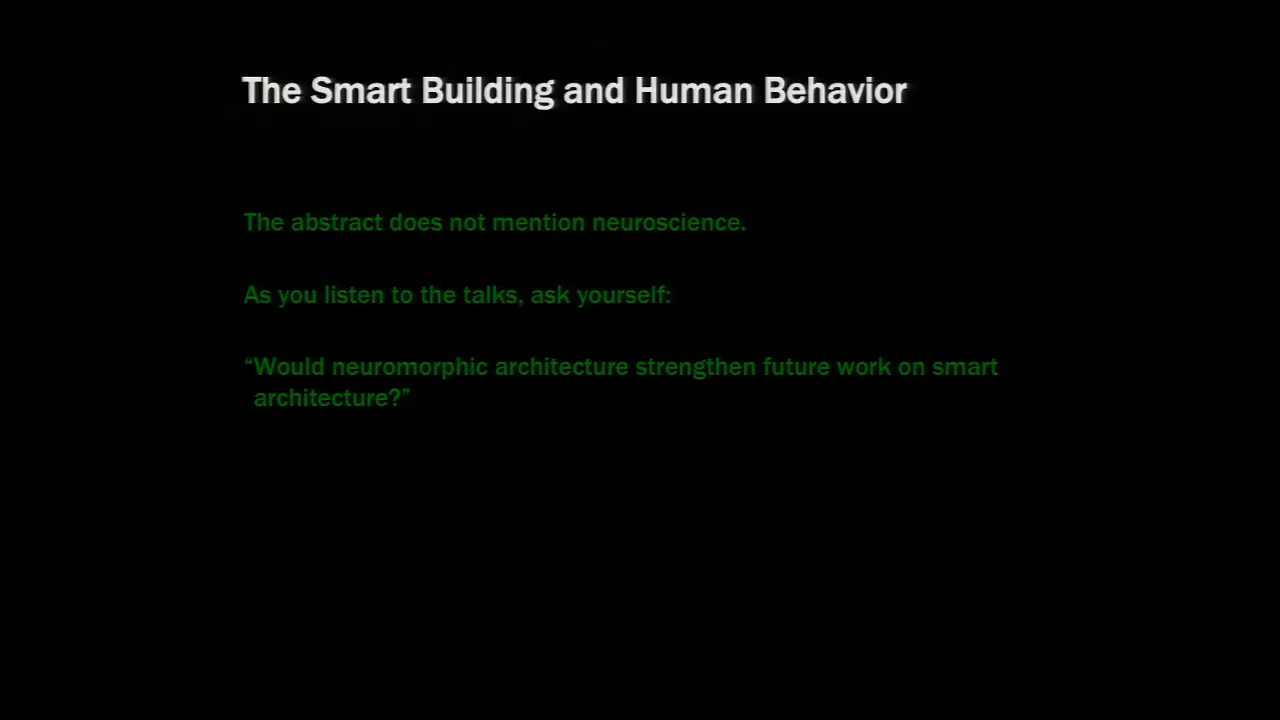 The Smart Building and Human Behavior
The abstract does not mention neuroscience.
As you listen to the talks, ask yourself:
“Would neuromorphic architecture strengthen future work on smart
architecture?”